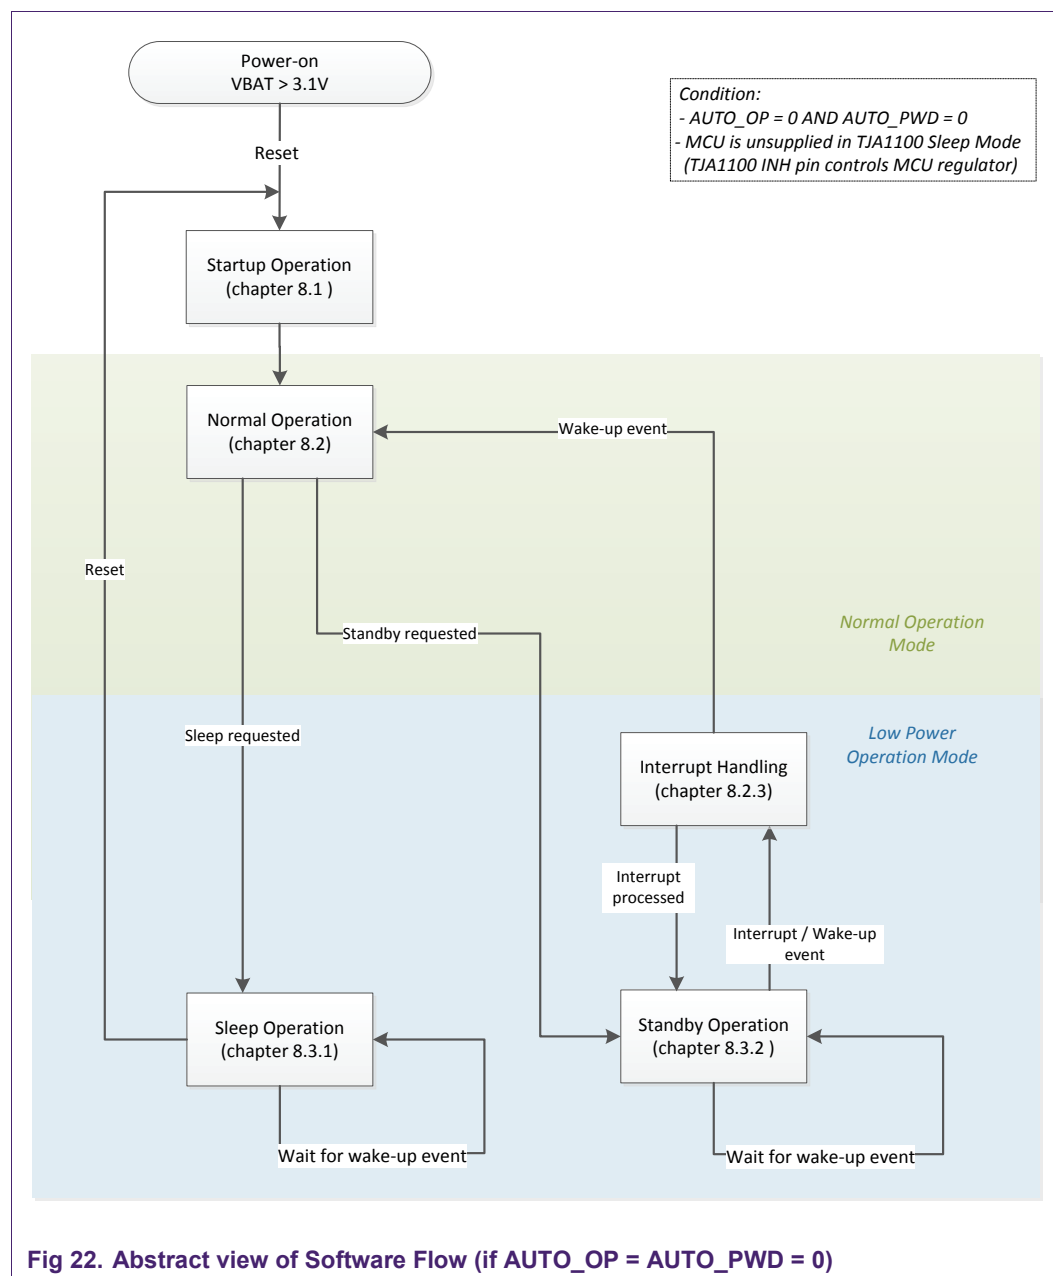 Power-on
VBAT > 3.1V
Condition:
- AUTO_OP = 0 AND AUTO_PWD = 0
- MCU is unsupplied in TJA1100 Sleep Mode
(TJA1100 INH pin controls MCU regulator)
Reset
Startup Operation
(chapter 8.1 )
Normal Operation
(chapter 8.2)
Wake-up event
Reset
Standby requested
Normal Operation
Mode
Sleep requested
Low Power
Operation Mode
Interrupt Handling
(chapter 8.2.3)
Interrupt
processed
Interrupt / Wake-up
event
Sleep Operation
(chapter 8.3.1)
Standby Operation
(chapter 8.3.2 )
Wait for wake-up event
Wait for wake-up event
Fig 22. Abstract view of Software Flow (if AUTO_OP = AUTO_PWD = 0)